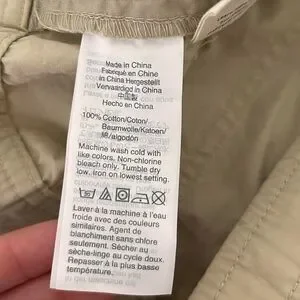 Made in China
Fabriqué en Chine
in China Hergestellt
Vervaardigd in China
中国製
Hecho en China
100% Cotton/Coton/
Baumwolle/Katoen/
algodón
Machine wash cold with
like colors. Non-chlorine
bleach only. Tumble dry
low. Iron on lowest setting.
Laver à la machine à l'eau
froide avec des couleurs
similaires. Agent de
blanchiment sans chlore
seulement. Sécher au
sèche-linge au cycle doux.
Repasser à la plus basse
température.